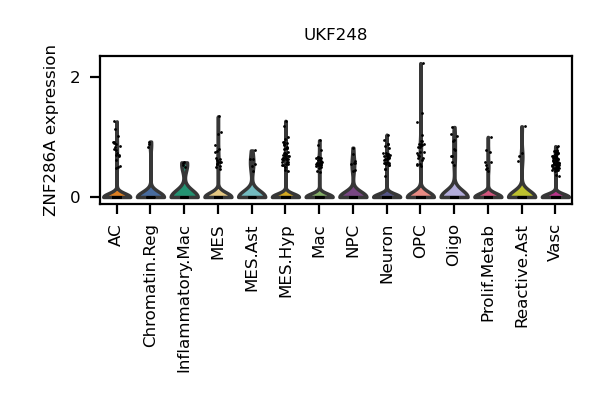 UKF248
ZNF286A expression
2
0
AC
Chromatin.Reg
Inflammatory.Mac
MES
MES.Ast
MES.Hyp
Mac
NPC
Neuron
OPC
Oligo
Prolif.Metab
Reactive.Ast
Vasc